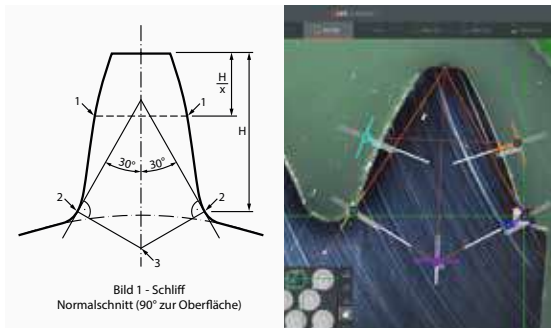 H
x
H
1
1
30°
30°
2
2
3
Bild 1 - Schliff
Normalschnitt (90° zur Oberfläche)